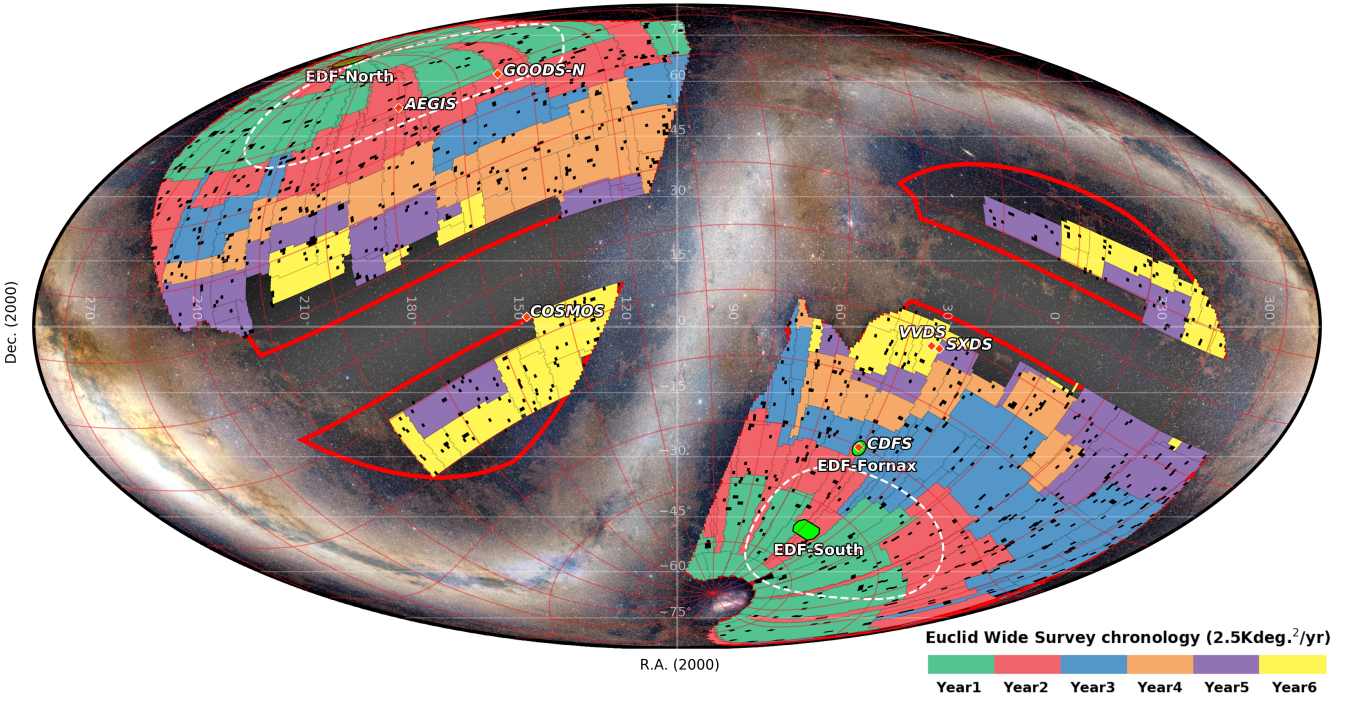 75°
60°
45°
30°
15°
0°
−15°
−30°
−45°
−60°
−75°
270°
240°
210°
180°
150°
120°
90
60
30
0°
330
300
EDF-North
GOODS-N
AEGIS
COSMOS
VVDS
SXDS
CDFS
EDF-Fornax
EDF-South
Dec. (2000)
R.A. (2000)
Euclid Wide Survey chronology (2.5Kdeg.²/yr)
Year1 Year2 Year3 Year4 Year5 Year6